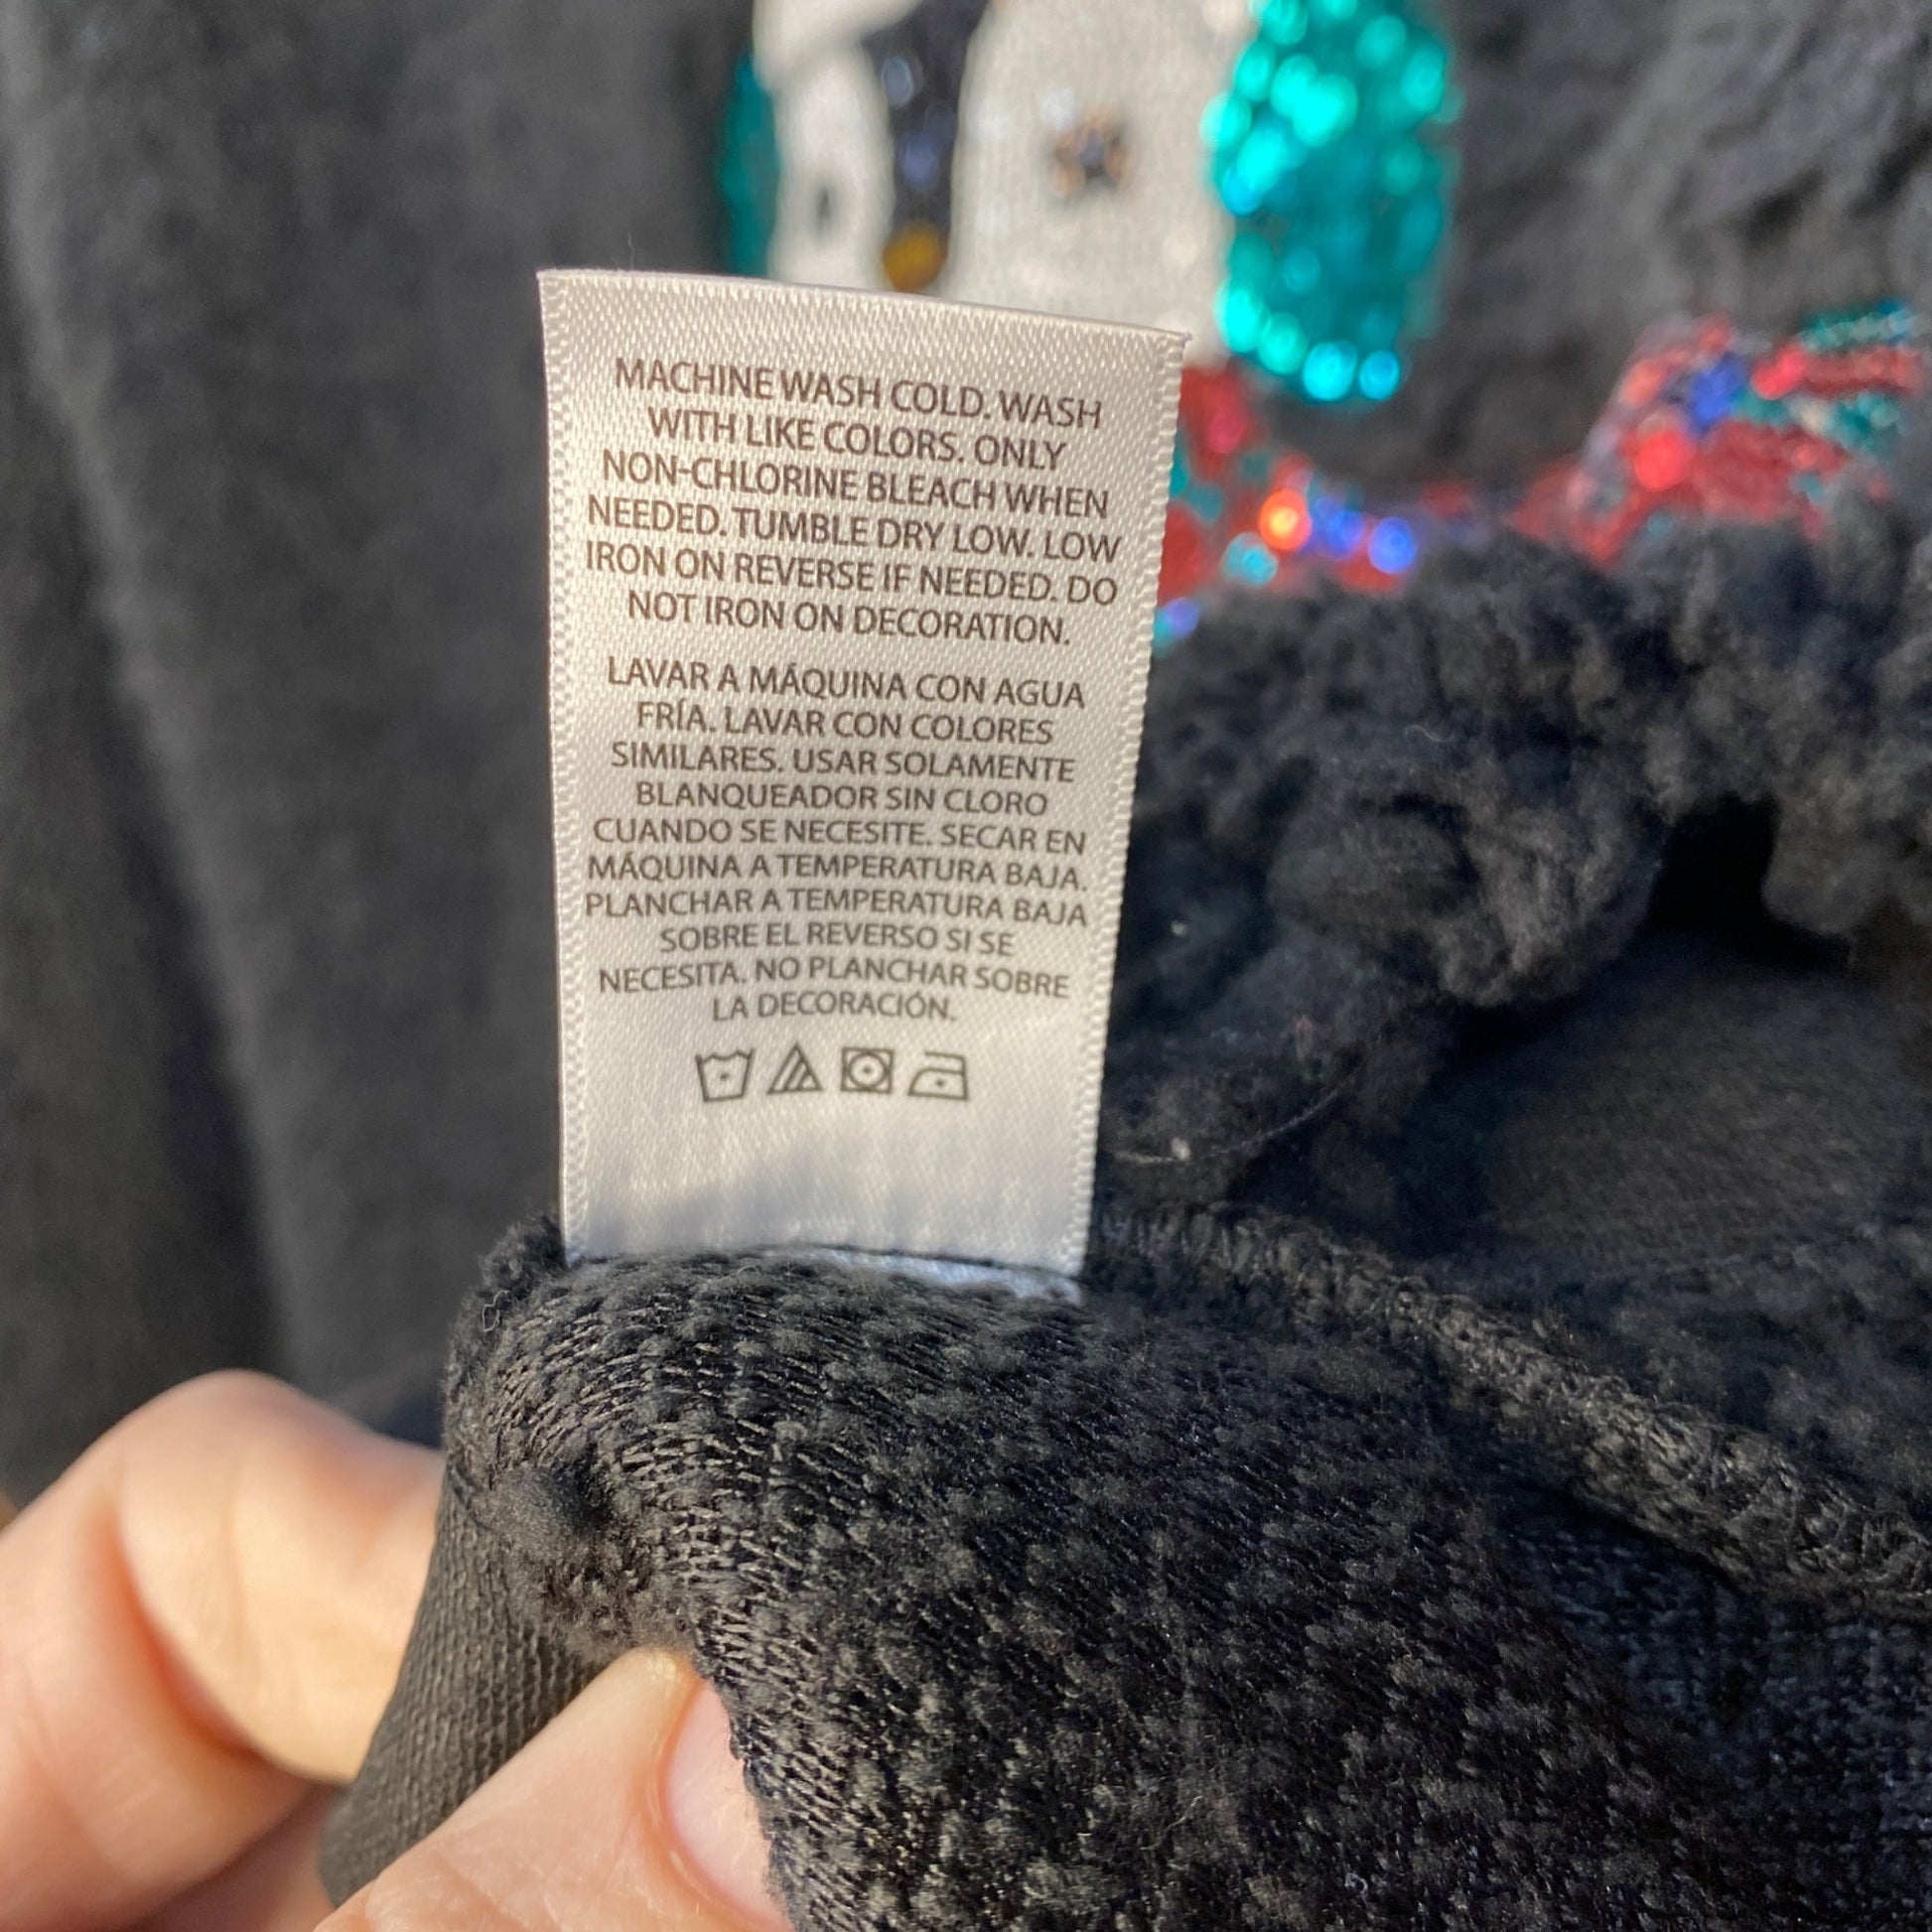 MACHINE WASH COLD. WASH
WITH LIKE COLORS. ONLY
NON-CHLORINE BLEACH WHEN
NEEDED. TUMBLE DRY LOW. LOW
IRON ON REVERSE IF NEEDED. DO
NOT IRON ON DECORATION.
LAVAR A MÁQUINA CON AGUA
FRÍA. LAVAR CON COLORES
SIMILARES. USAR SOLAMENTE
BLANQUEADOR SIN CLORO
CUANDO SE NECESITE. SECAR EN
MÁQUINA A TEMPERATURA BAJA.
PLANCHAR A TEMPERATURA BAJA
SOBRE EL REVERSO SI SE
NECESITA. NO PLANCHAR SOBRE
LA DECORACIÓN.